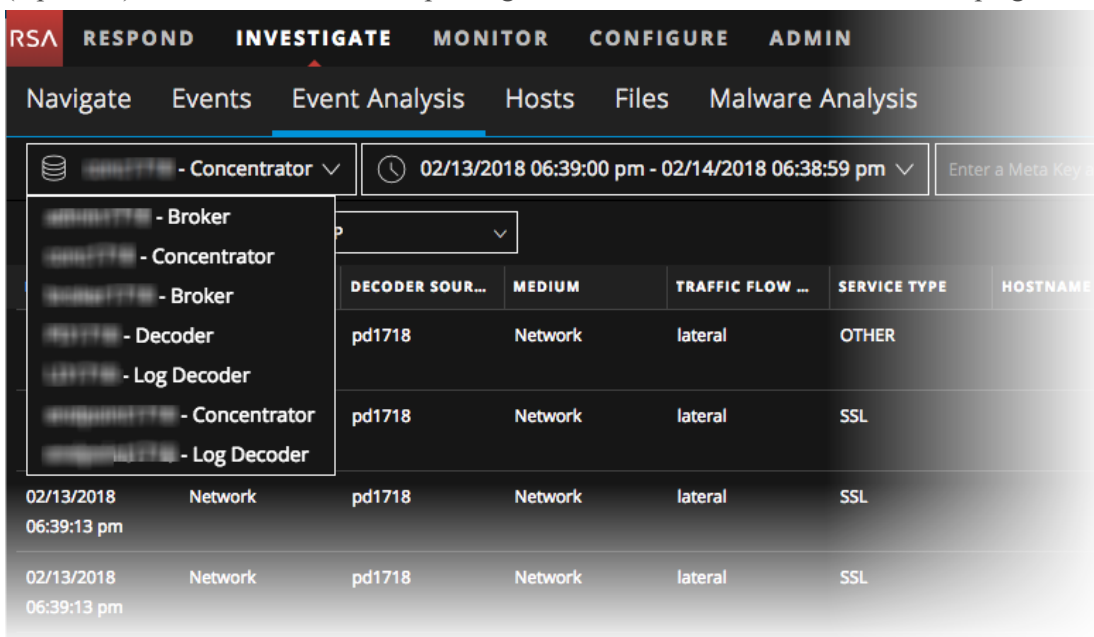 RSA RESPOND INVESTIGATE MONITOR CONFIGURE ADMIN
Navigate Events Event Analysis Hosts Files Malware Analysis
- Concentrator 02/13/2018 06:39:00 pm - 02/14/2018 06:38:59 pm Enter a Meta Key
- Broker
- Concentrator
- Broker
- Decoder
- Log Decoder
- Concentrator
- Log Decoder
DECODER SOUR... MEDIUM TRAFFIC FLOW ... SERVICE TYPE HOSTNAME
pd1718 Network lateral OTHER
pd1718 Network lateral SSL
02/13/2018 Network pd1718 Network lateral SSL
06:39:13 pm
02/13/2018 Network pd1718 Network lateral SSL
06:39:13 pm